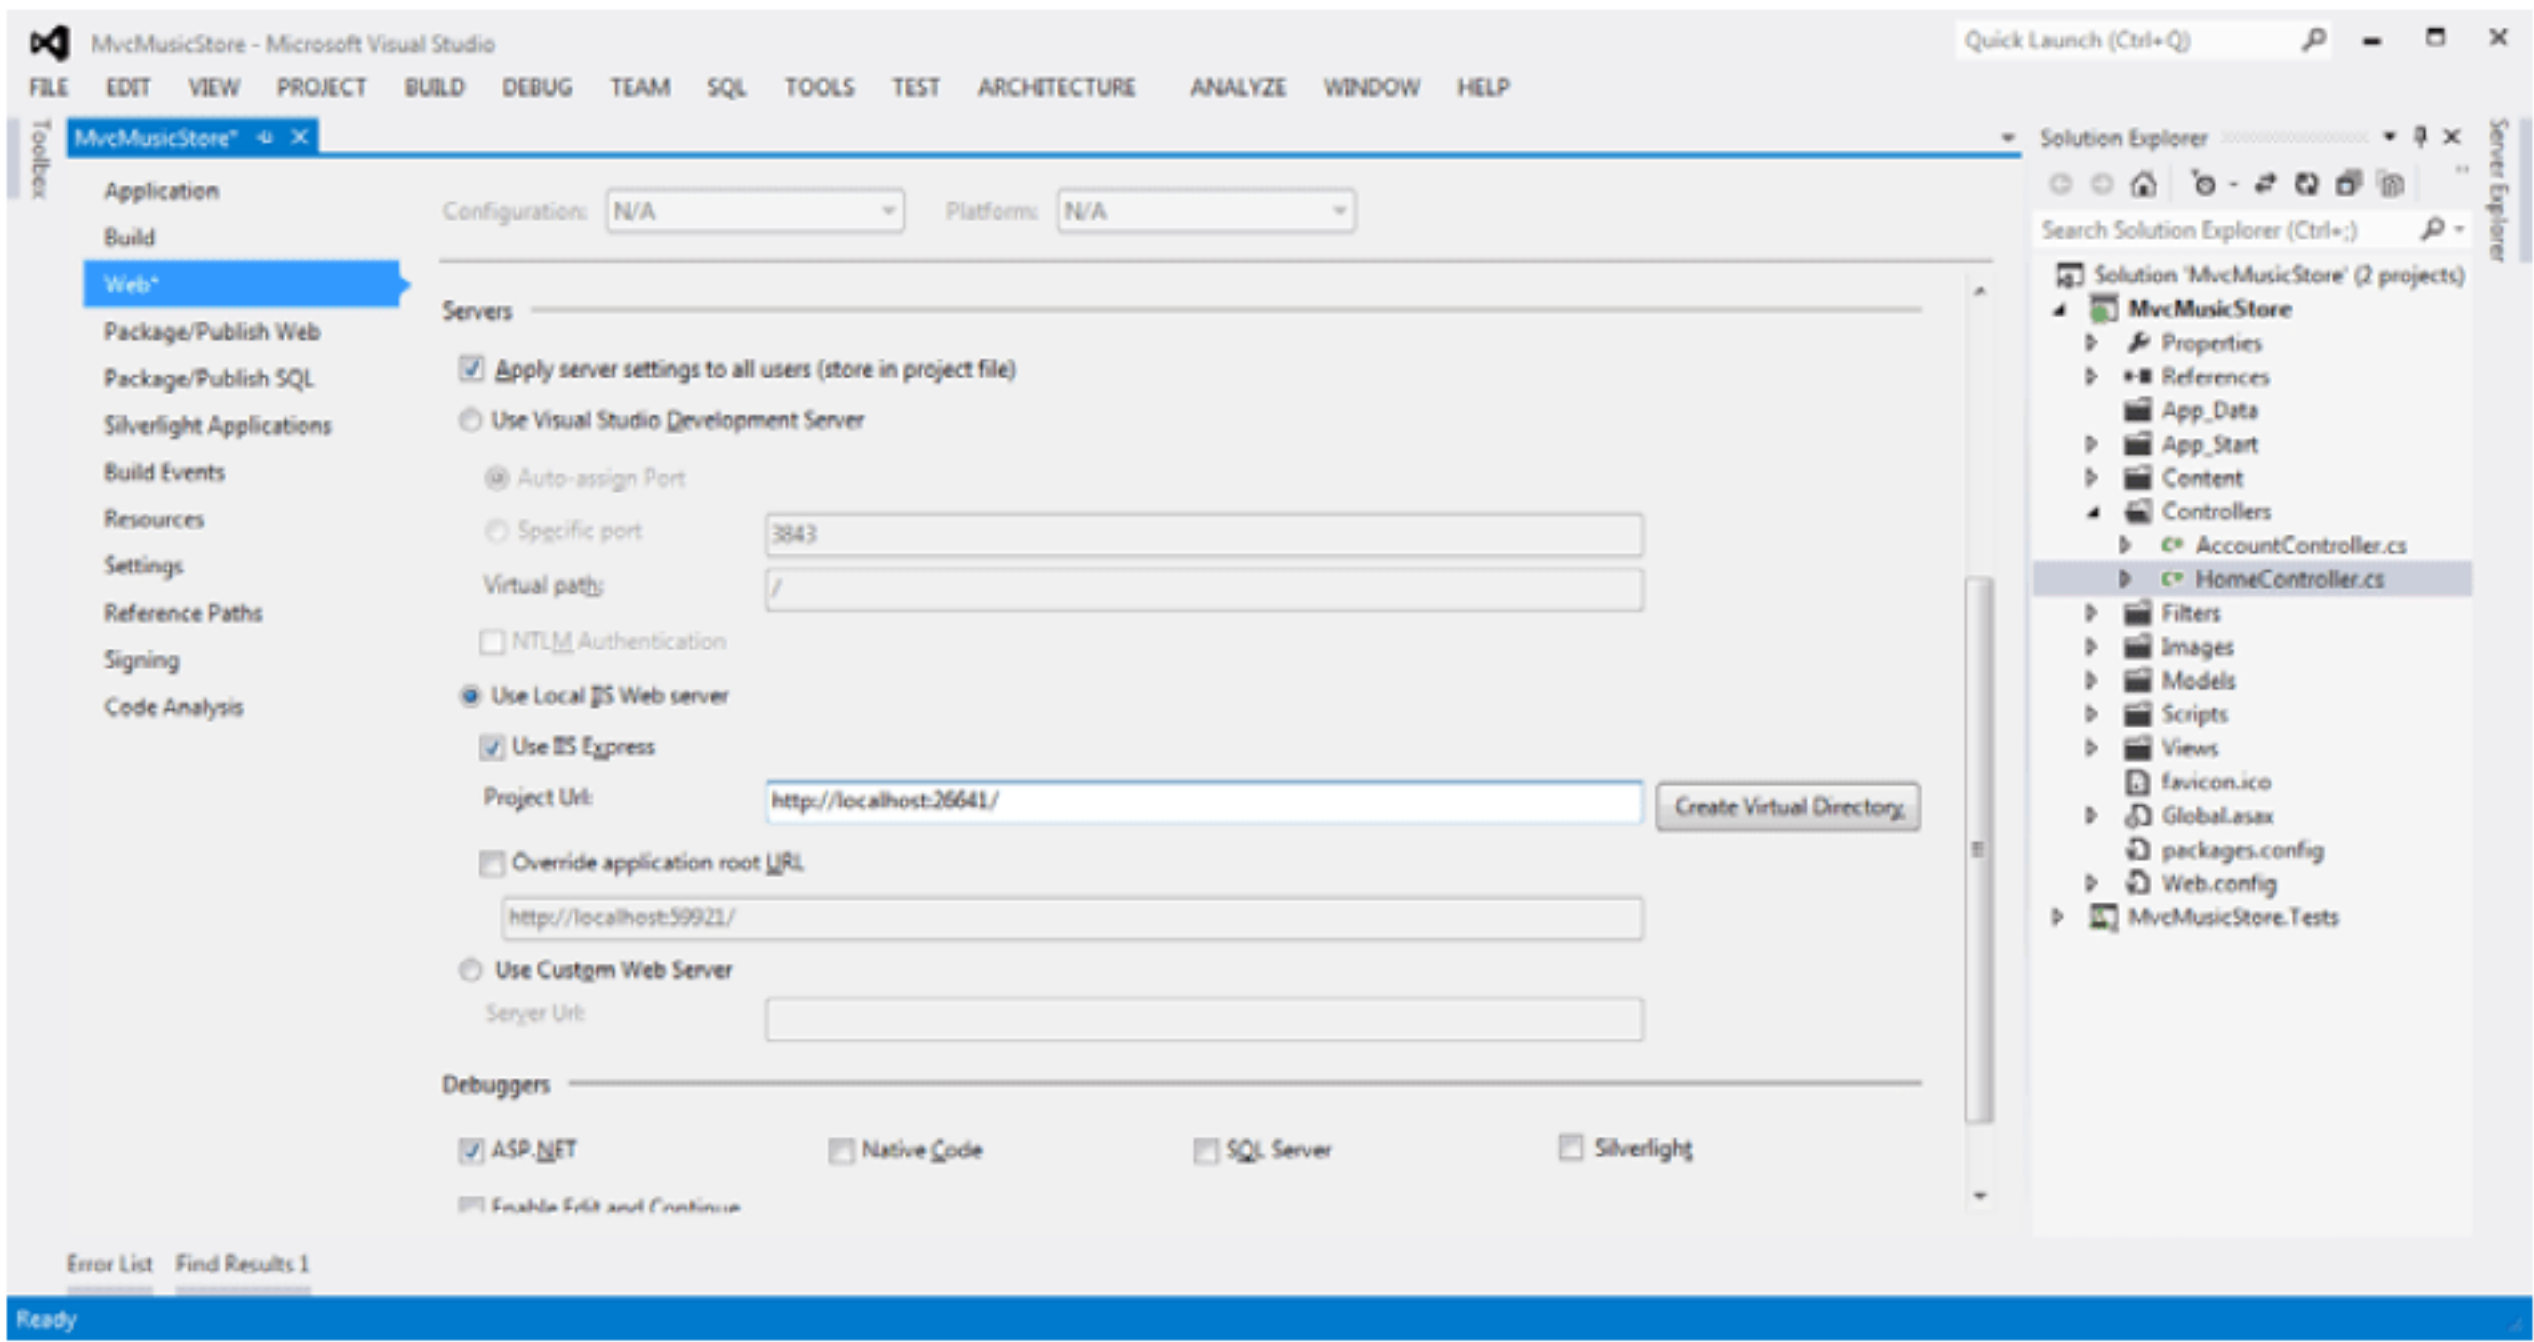 MvcMusicStore - Microsoft Visual Studio
Quick Launch (Ctrl+Q)
FILE EDIT VIEW PROJECT BUILD DEBUG TEAM SQL TOOLS TEST ARCHITECTURE ANALYZE WINDOW HELP
Toolbox
MvcMusicStore*
Application
Build
Web*
Package/Publish Web
Package/Publish SQL
Silverlight Applications
Build Events
Resources
Settings
Reference Paths
Signing
Code Analysis
Configuration: N/A Platform: N/A
Servers
Apply server settings to all users (store in project file)
Use Visual Studio Development Server
Auto-assign Port
Specific port 3843
Virtual path: /
NTLM Authentication
Use Local IIS Web server
Use IIS Express
Project Url: http://localhost:26641/ Create Virtual Directory
Override application root URL
http://localhost:59921/
Use Custom Web Server
Server Url:
Debuggers
ASP.NET Native Code SQL Server Silverlight
Enable Edit and Continue
Solution Explorer
Search Solution Explorer (Ctrl+;)
Solution 'MvcMusicStore' (2 projects)
MvcMusicStore
Properties
References
App_Data
App_Start
Content
Controllers
C# AccountController.cs
C# HomeController.cs
Filters
Images
Models
Scripts
Views
favicon.ico
Global.asax
packages.config
Web.config
MvcMusicStore.Tests
Server Explorer
Error List Find Results 1
Ready